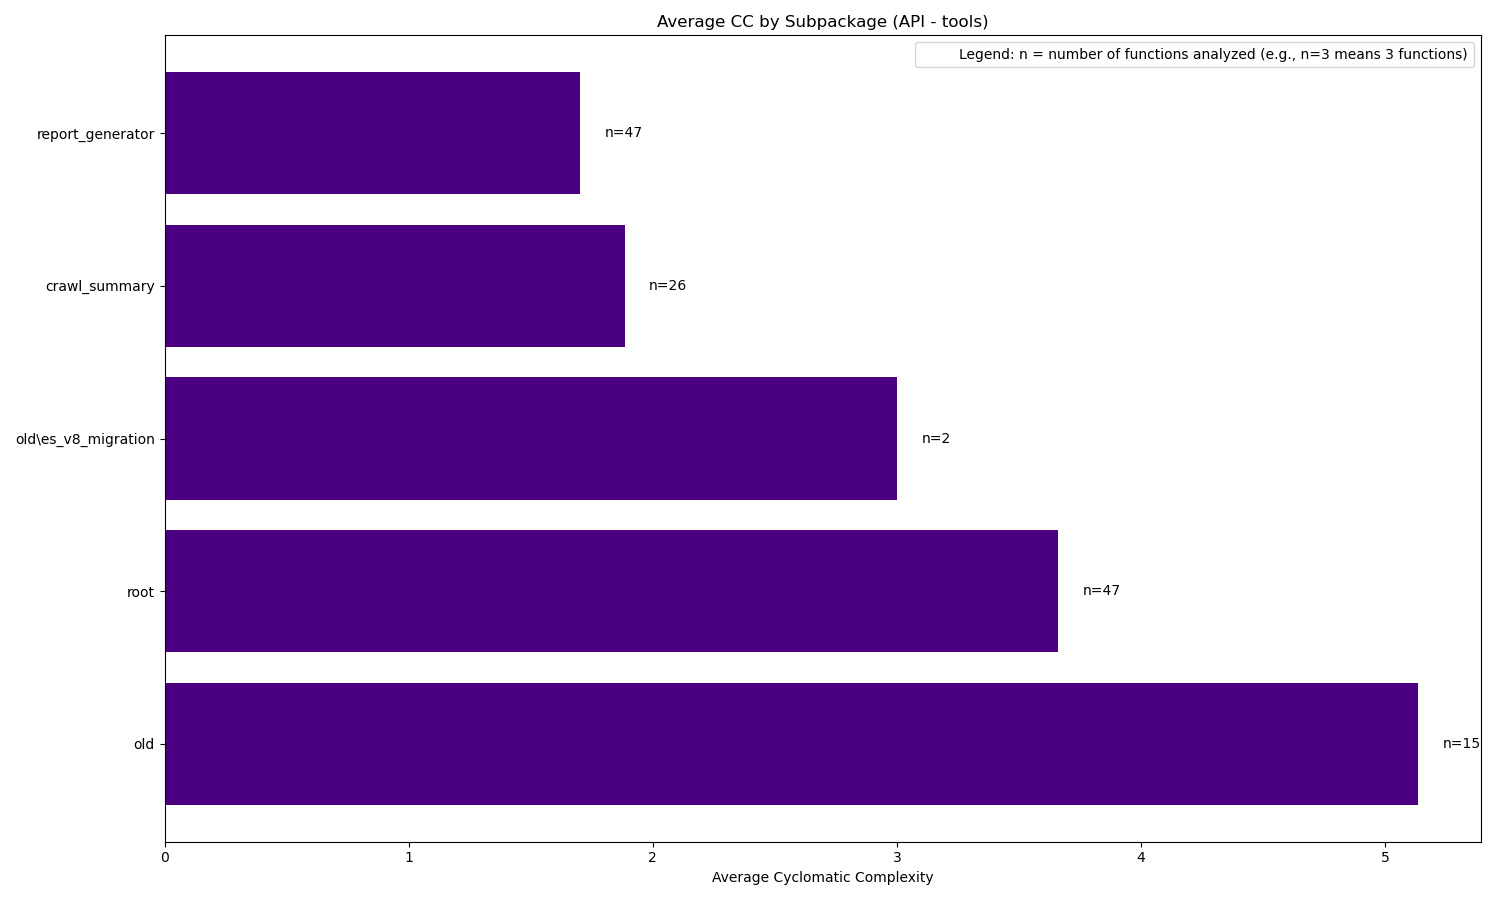 Average CC by Subpackage (API - tools)
Legend: n = number of functions analyzed (e.g., n=3 means 3 functions)
report_generator
n=47
crawl_summary
n=26
old\es_v8_migration
n=2
root
n=47
old
n=15
0 1 2 3 4 5
Average Cyclomatic Complexity